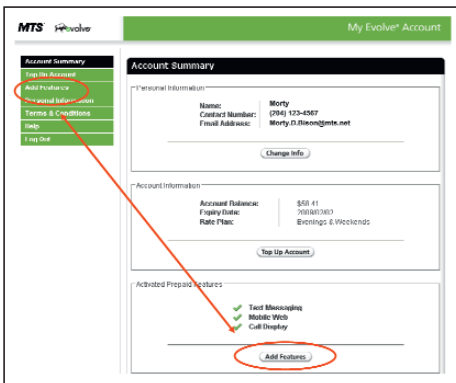 MTS evolve
My Evolve* Account
Account Summary
Top Up Account
Add Features
Personal Information
Terms & Conditions
Help
Log Out
Account Summary
Personal Information
Name: Morty
Contact Number: (204) 123-4567
Email Address: Morty.D.Bison@mts.net
Change Info
Account Information
Account Balance: $58.41
Expiry Date: 2009/02/02
Rate Plan: Evenings & Weekends
Top Up Account
Activated Prepaid Features
Text Messaging
Mobile Web
Call Display
Add Features